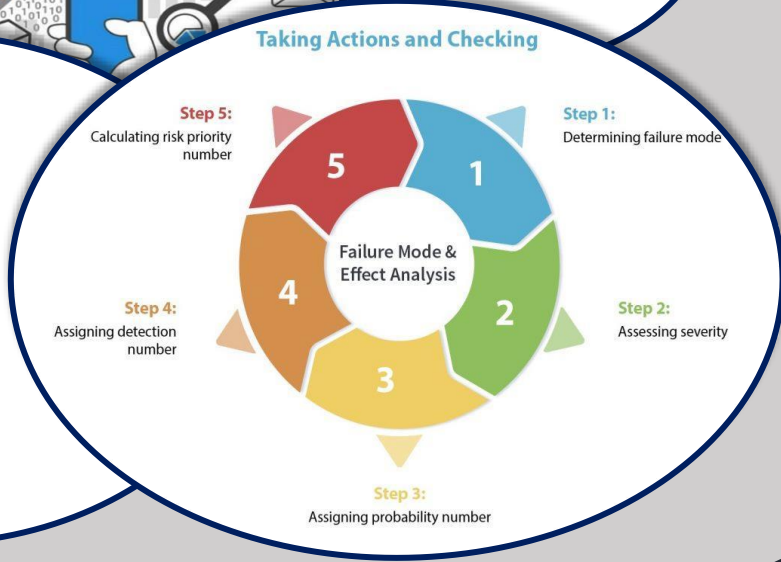 Taking Actions and Checking
Step 1:
Determining failure mode
Step 2:
Assessing severity
Step 3:
Assigning probability number
Step 4:
Assigning detection
number
Step 5:
Calculating risk priority
number
1
2
3
4
5
Failure Mode &
Effect Analysis